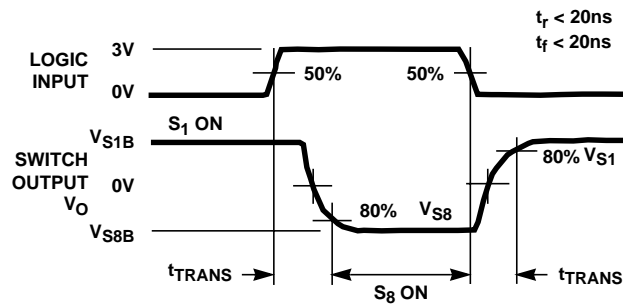 tr < 20ns
tf < 20ns
LOGIC
INPUT
3V
0V
50%
50%
S1 ON
VS1B
SWITCH
OUTPUT
VO
0V
VS8B
80%
VS8
80%
VS1
tTRANS
S8 ON
tTRANS